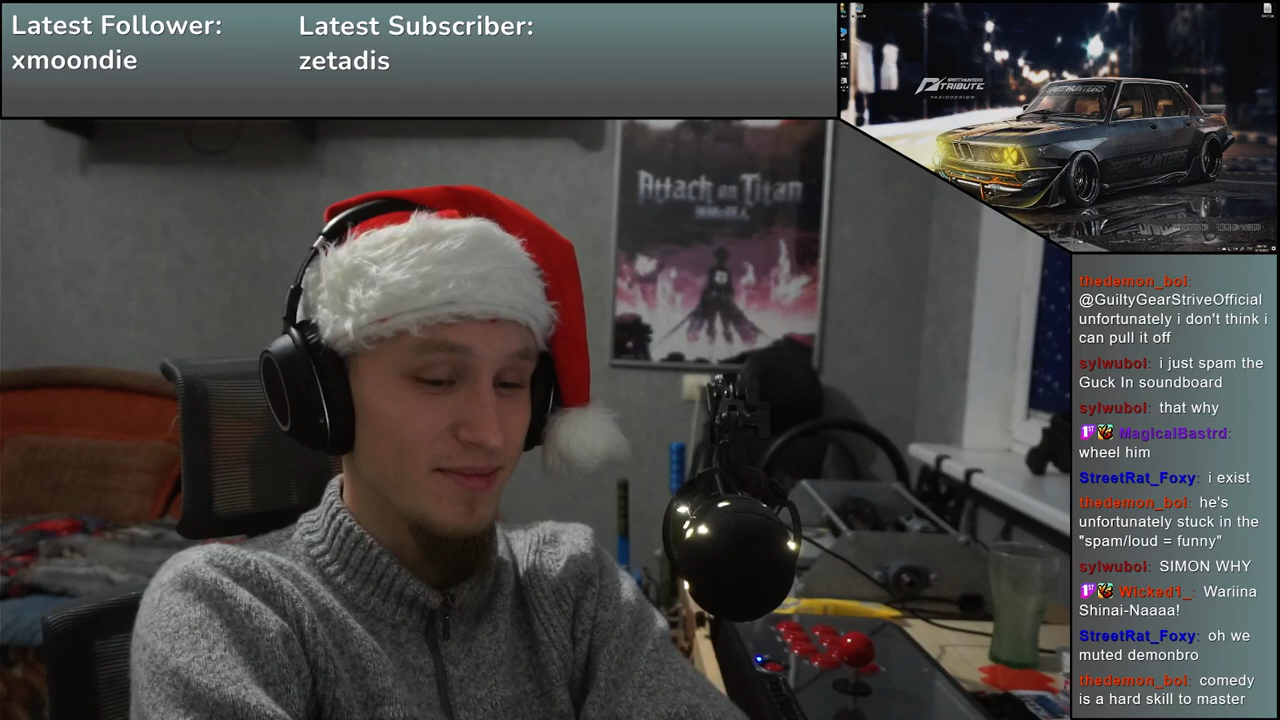 Latest Follower:
xmoondie
Latest Subscriber:
zetadis
SPEEDHUNTERS
TRIBUTE
Attack on Titan
thedemon_boi:
@GuiltyGearStriveOfficial
unfortunately i don't think i
can pull it off
sylwuboi: i just spam the
Guck In soundboard
sylwuboi: that why
1ST MagicalBastrd:
wheel him
StreetRat_Foxy: i exist
thedemon_boi: he's
unfortunately stuck in the
"spam/loud = funny"
sylwuboi: SIMON WHY
1ST Wicked1_: Wariina
Shinai-Naaaa!
StreetRat_Foxy: oh we
muted demonbro
thedemon_boi: comedy
is a hard skill to master